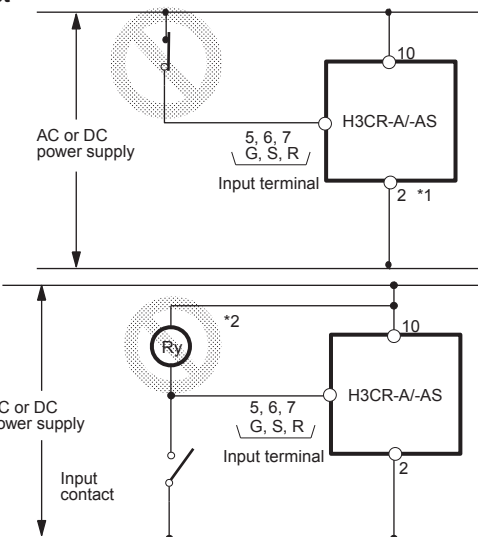 10
H3CR-A/-AS
AC or DC
power supply
5, 6, 7
G, S, R
Input terminal
2 *1
*2
10
Ry
H3CR-A/-AS
C or DC
ower supply
5, 6, 7
G, S, R
Input terminal
2
Input
contact